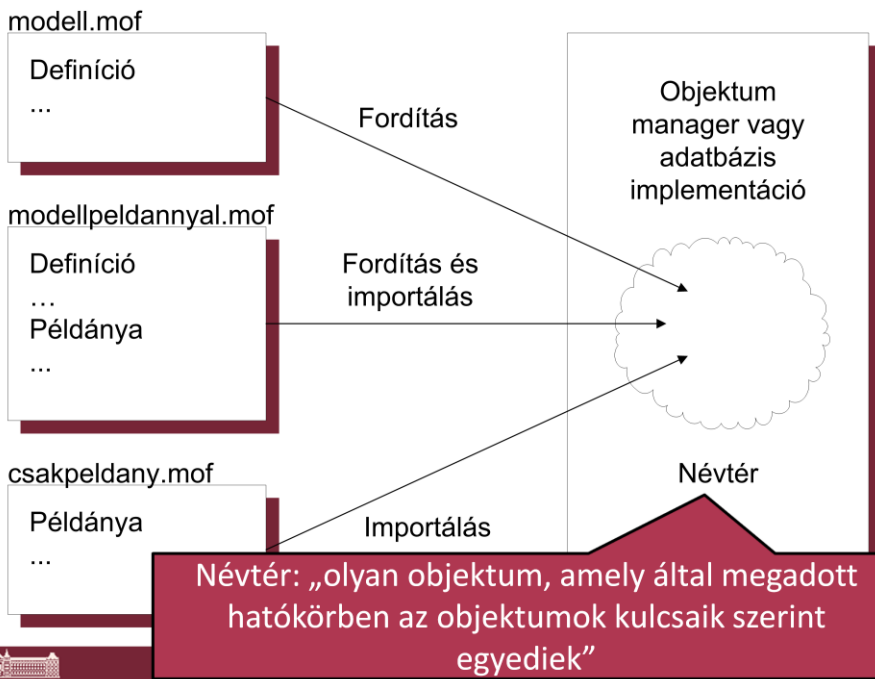 modell.mof
Definíció
...
Fordítás
Objektum
manager vagy
adatbázis
implementáció
modellpeldannyal.mof
Definíció
…
Példánya
...
Fordítás és
importálás
csakpeldany.mof
Példánya
...
Importálás
Névtér
Névtér: „olyan objektum, amely által megadott
hatókörben az objektumok kulcsaik szerint
egyediek”